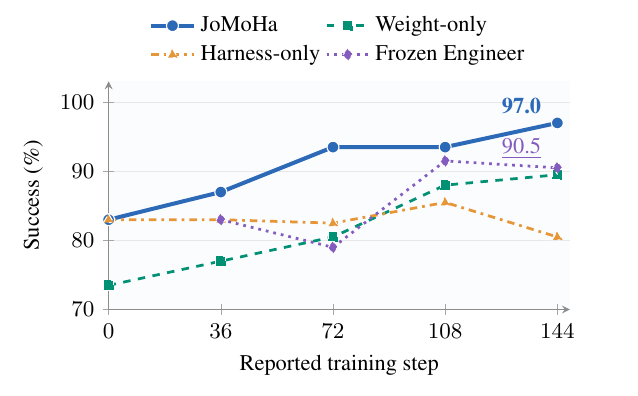 JoMoHa Weight-only
Harness-only Frozen Engineer
100
90
80
70
Success (%)
97.0
90.5
0 36 72 108 144
Reported training step